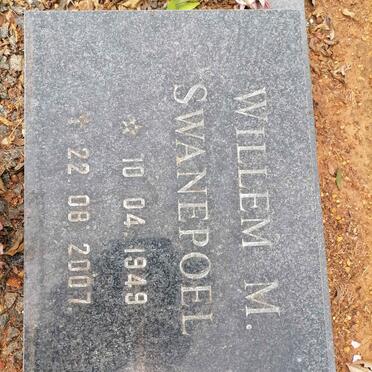 WILLEM M.
SWANEPOEL
☆ 10 04 1949
✝ 22 08 2007